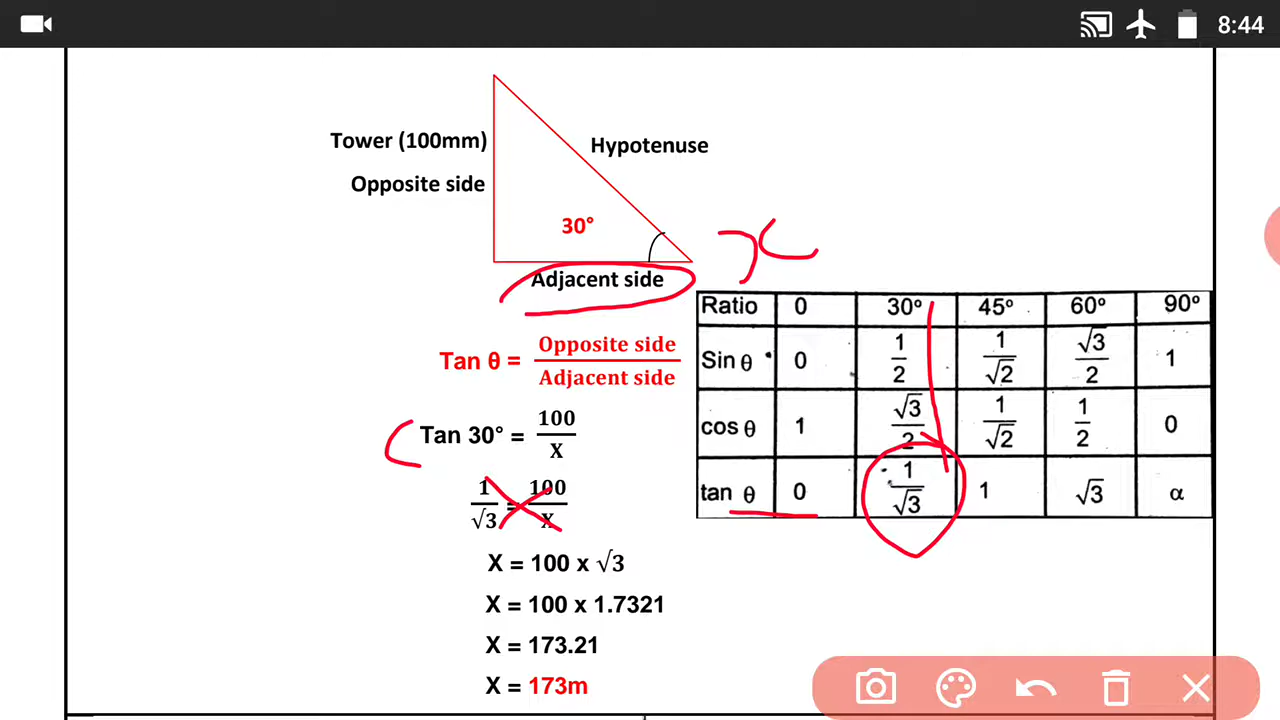 8:44
Tower (100mm)
Hypotenuse
Opposite side
30°
x
Adjacent side
Ratio 0 30° 45° 60° 90°
Sin θ 0 1/2 1/√2 √3/2 1
cos θ 1 √3/2 1/√2 1/2 0
tan θ 0 1/√3 1 √3 α
Tan θ = Opposite side / Adjacent side
Tan 30° = 100/X
1/√3 = 100/X
X = 100 x √3
X = 100 x 1.7321
X = 173.21
X = 173m